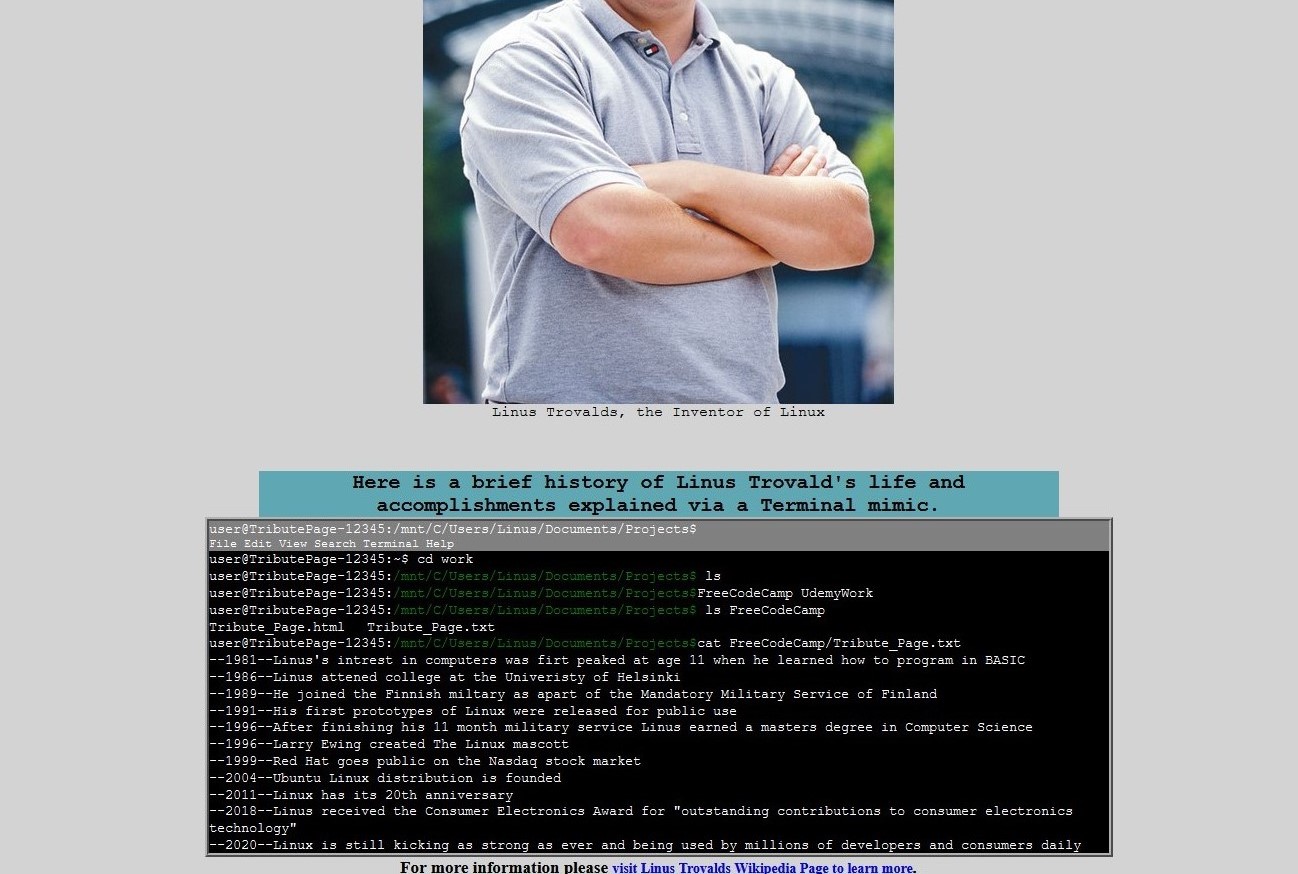 Linus Trovalds, the Inventor of Linux
Here is a brief history of Linus Trovald's life and
accomplishments explained via a Terminal mimic.
user@TributePage-12345:/mnt/C/Users/Linus/Documents/Projects$
File Edit View Search Terminal Help
user@TributePage-12345:~$ cd work
user@TributePage-12345:/mnt/C/Users/Linus/Documents/Projects$ ls
user@TributePage-12345:/mnt/C/Users/Linus/Documents/Projects$FreeCodeCamp UdemyWork
user@TributePage-12345:/mnt/C/Users/Linus/Documents/Projects$ ls FreeCodeCamp
Tribute_Page.html   Tribute_Page.txt
user@TributePage-12345:/mnt/C/Users/Linus/Documents/Projects$cat FreeCodeCamp/Tribute_Page.txt
--1981--Linus's intrest in computers was firt peaked at age 11 when he learned how to program in BASIC
--1986--Linus attened college at the Univeristy of Helsinki
--1989--He joined the Finnish miltary as apart of the Mandatory Military Service of Finland
--1991--His first prototypes of Linux were released for public use
--1996--After finishing his 11 month military service Linus earned a masters degree in Computer Science
--1996--Larry Ewing created The Linux mascott
--1999--Red Hat goes public on the Nasdaq stock market
--2004--Ubuntu Linux distribution is founded
--2011--Linux has its 20th anniversary
--2018--Linus received the Consumer Electronics Award for "outstanding contributions to consumer electronics
technology"
--2020--Linux is still kicking as strong as ever and being used by millions of developers and consumers daily
For more information please visit Linus Trovalds Wikipedia Page to learn more.